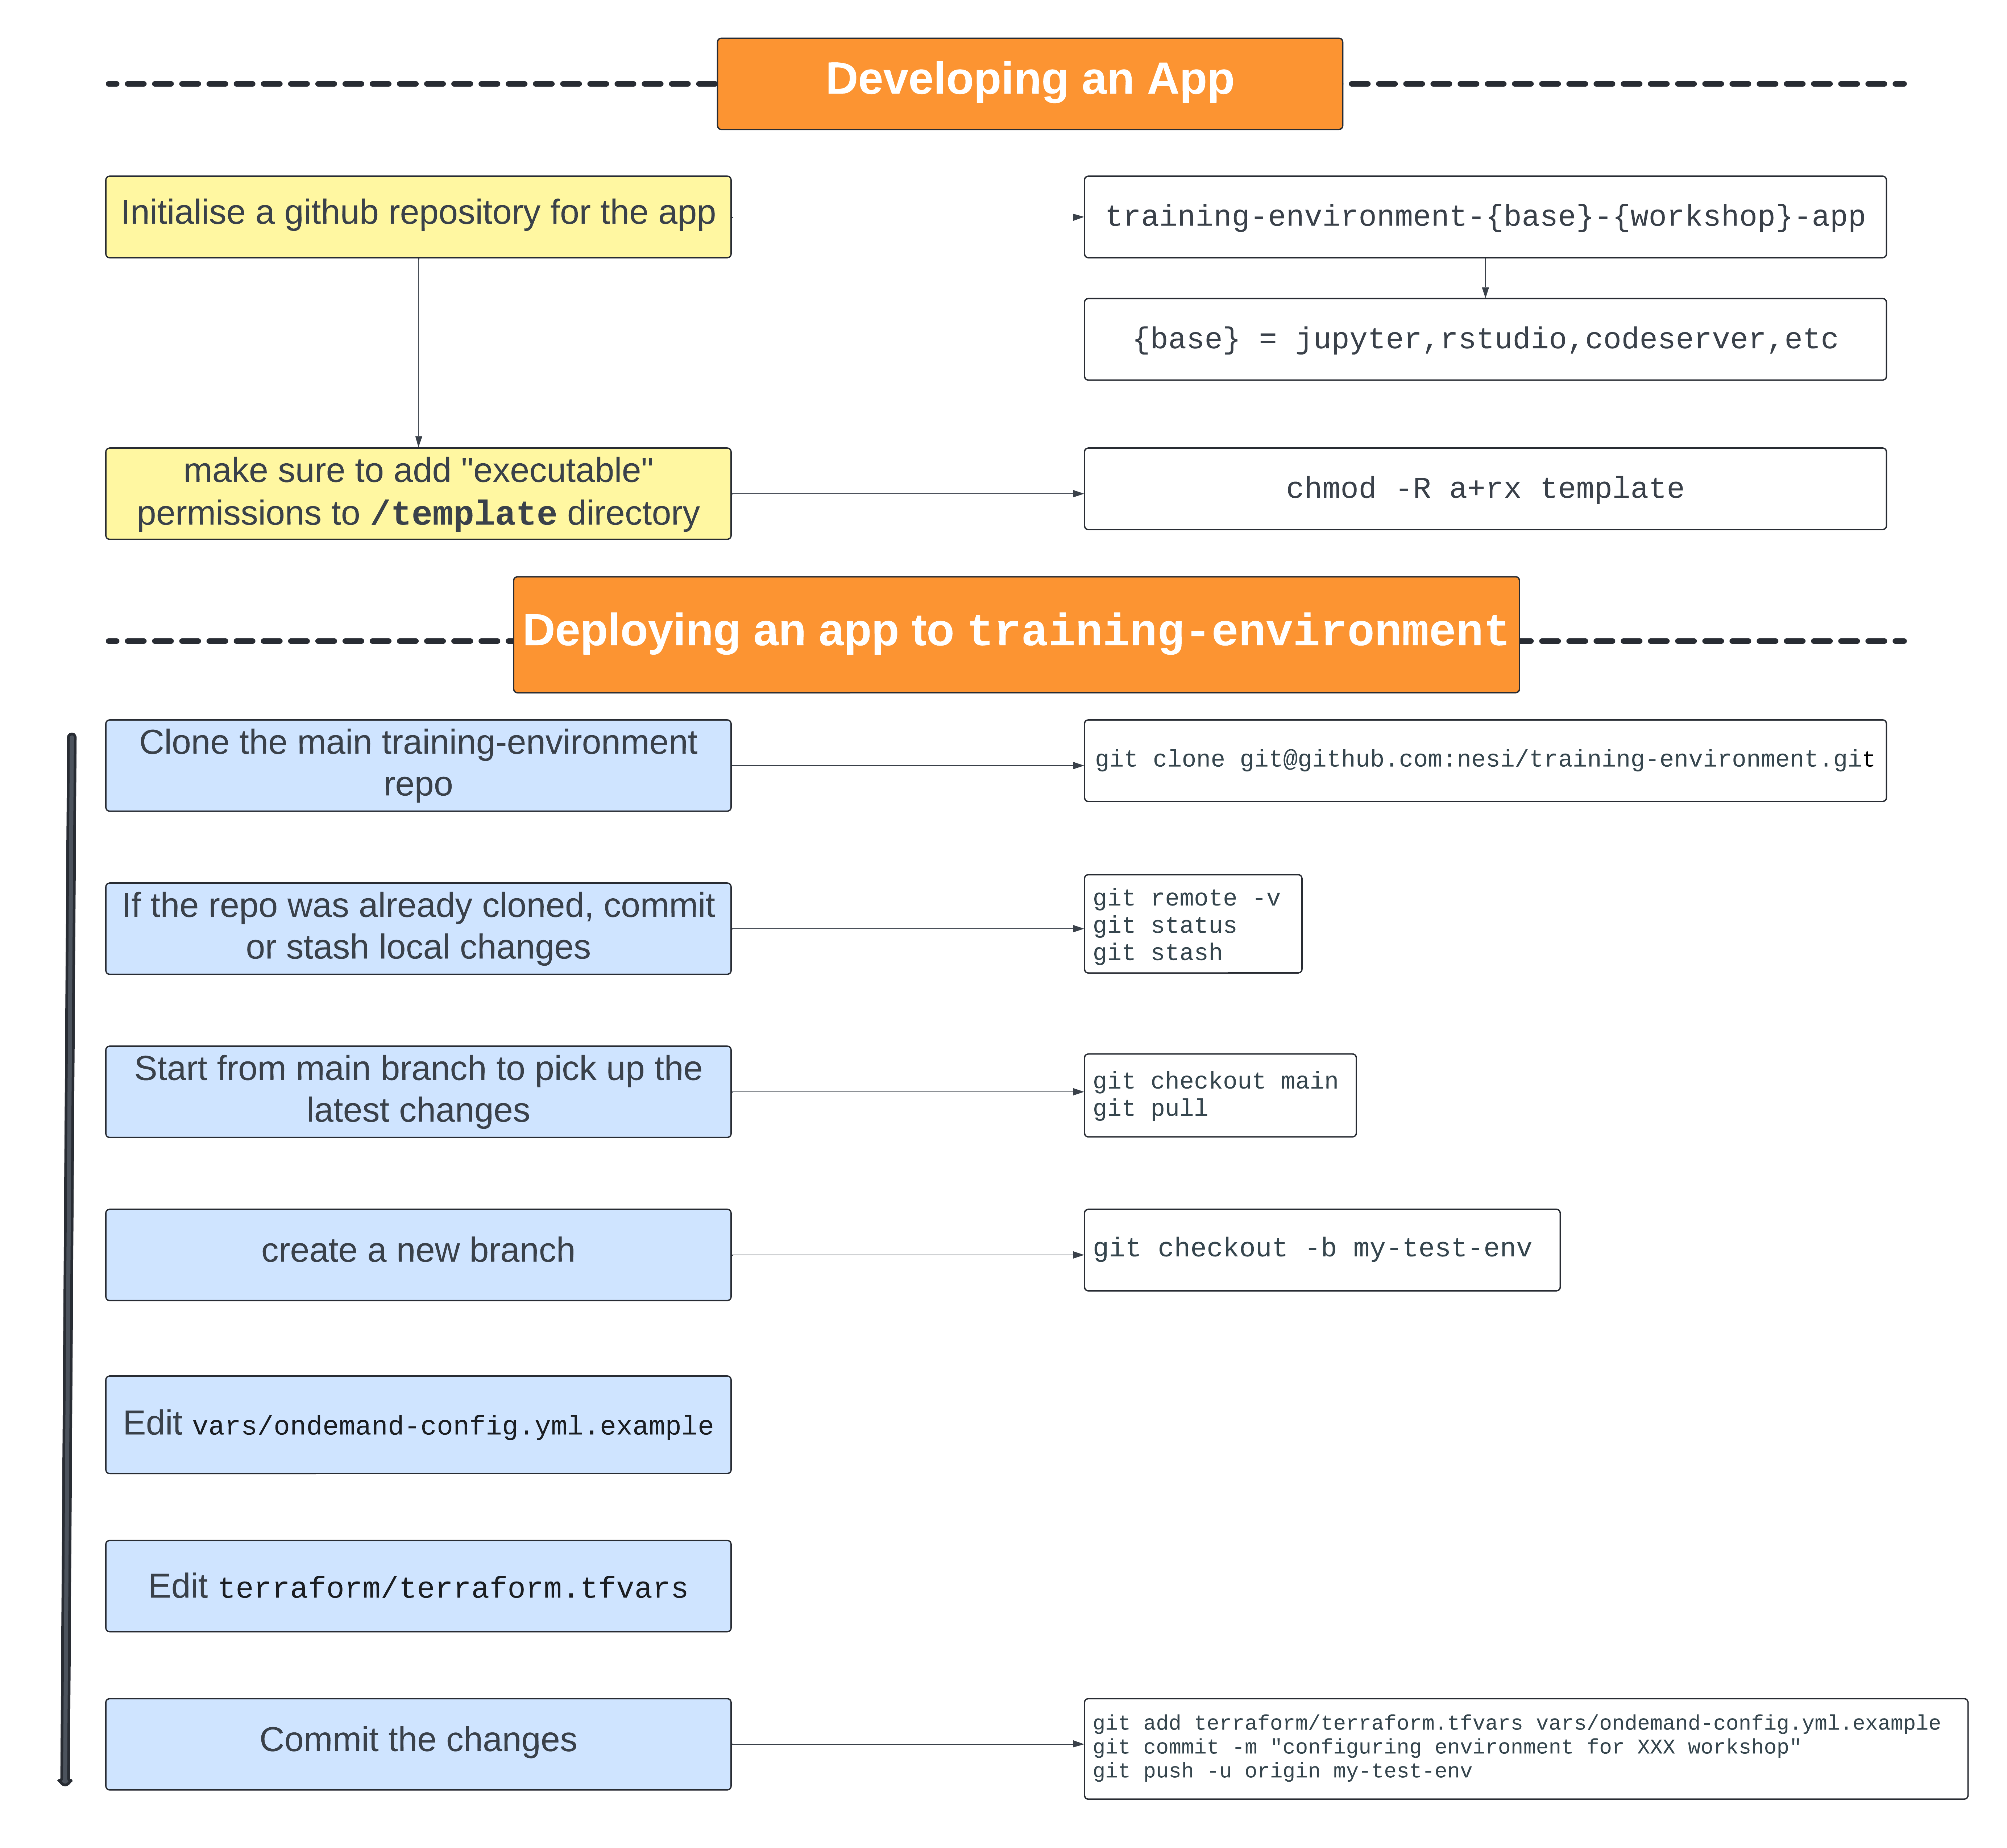 Developing an App
Initialise a github repository for the app
training-environment-{base}-{workshop}-app
{base} = jupyter,rstudio,codeserver,etc
make sure to add "executable"
permissions to /template directory
chmod -R a+rx template
Deploying an app to training-environment
Clone the main training-environment
repo
git clone git@github.com:nesi/training-environment.git
If the repo was already cloned, commit
or stash local changes
git remote -v
git status
git stash
Start from main branch to pick up the
latest changes
git checkout main
git pull
create a new branch
git checkout -b my-test-env
Edit vars/ondemand-config.yml.example
Edit terraform/terraform.tfvars
Commit the changes
git add terraform/terraform.tfvars vars/ondemand-config.yml.example
git commit -m "configuring environment for XXX workshop"
git push -u origin my-test-env